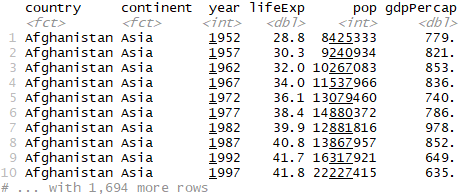 country continent year lifeExp pop gdpPercap
<fct> <fct> <int> <dbl> <int> <dbl>
1 Afghanistan Asia 1952 28.8 8425333 779.
2 Afghanistan Asia 1957 30.3 9240934 821.
3 Afghanistan Asia 1962 32.0 10267083 853.
4 Afghanistan Asia 1967 34.0 11537966 836.
5 Afghanistan Asia 1972 36.1 13079460 740.
6 Afghanistan Asia 1977 38.4 14880372 786.
7 Afghanistan Asia 1982 39.9 12881816 978.
8 Afghanistan Asia 1987 40.8 13867957 852.
9 Afghanistan Asia 1992 41.7 16317921 649.
10 Afghanistan Asia 1997 41.8 22227415 635.
# ... with 1,694 more rows